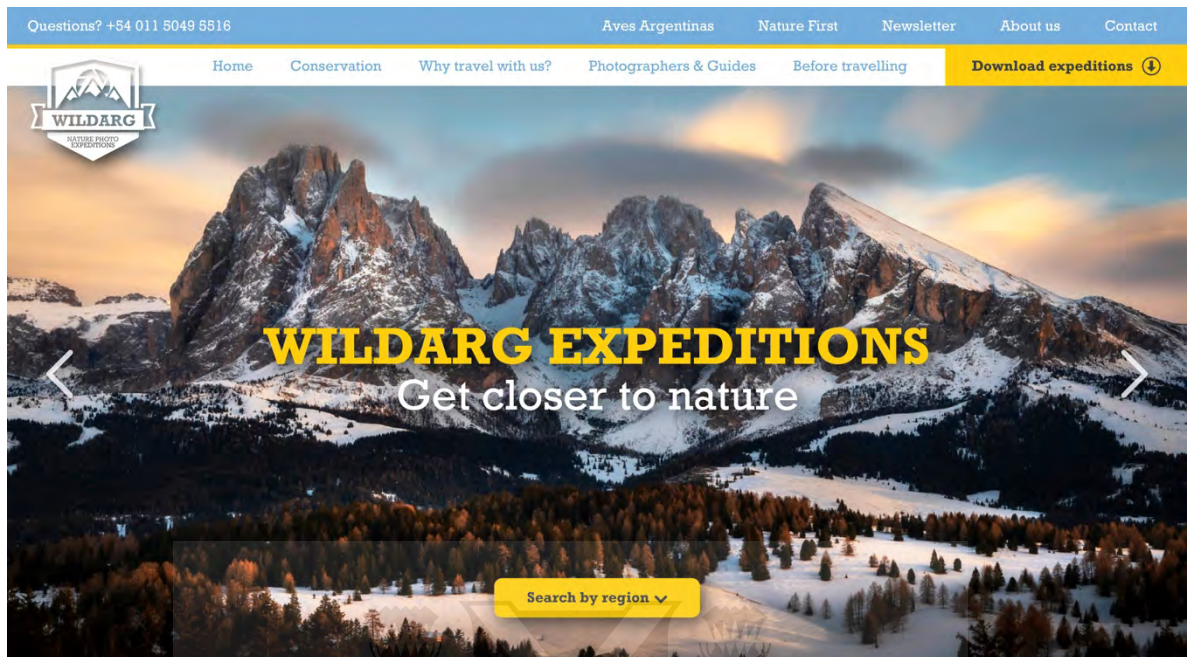 Questions? +54 011 5049 5516
Aves Argentinas
Nature First
Newsletter
About us
Contact
Home
Conservation
Why travel with us?
Photographers & Guides
Before travelling
Download expeditions
WILDARG
NATURE PHOTO
EXPEDITIONS
WILDARG EXPEDITIONS
Get closer to nature
Search by region